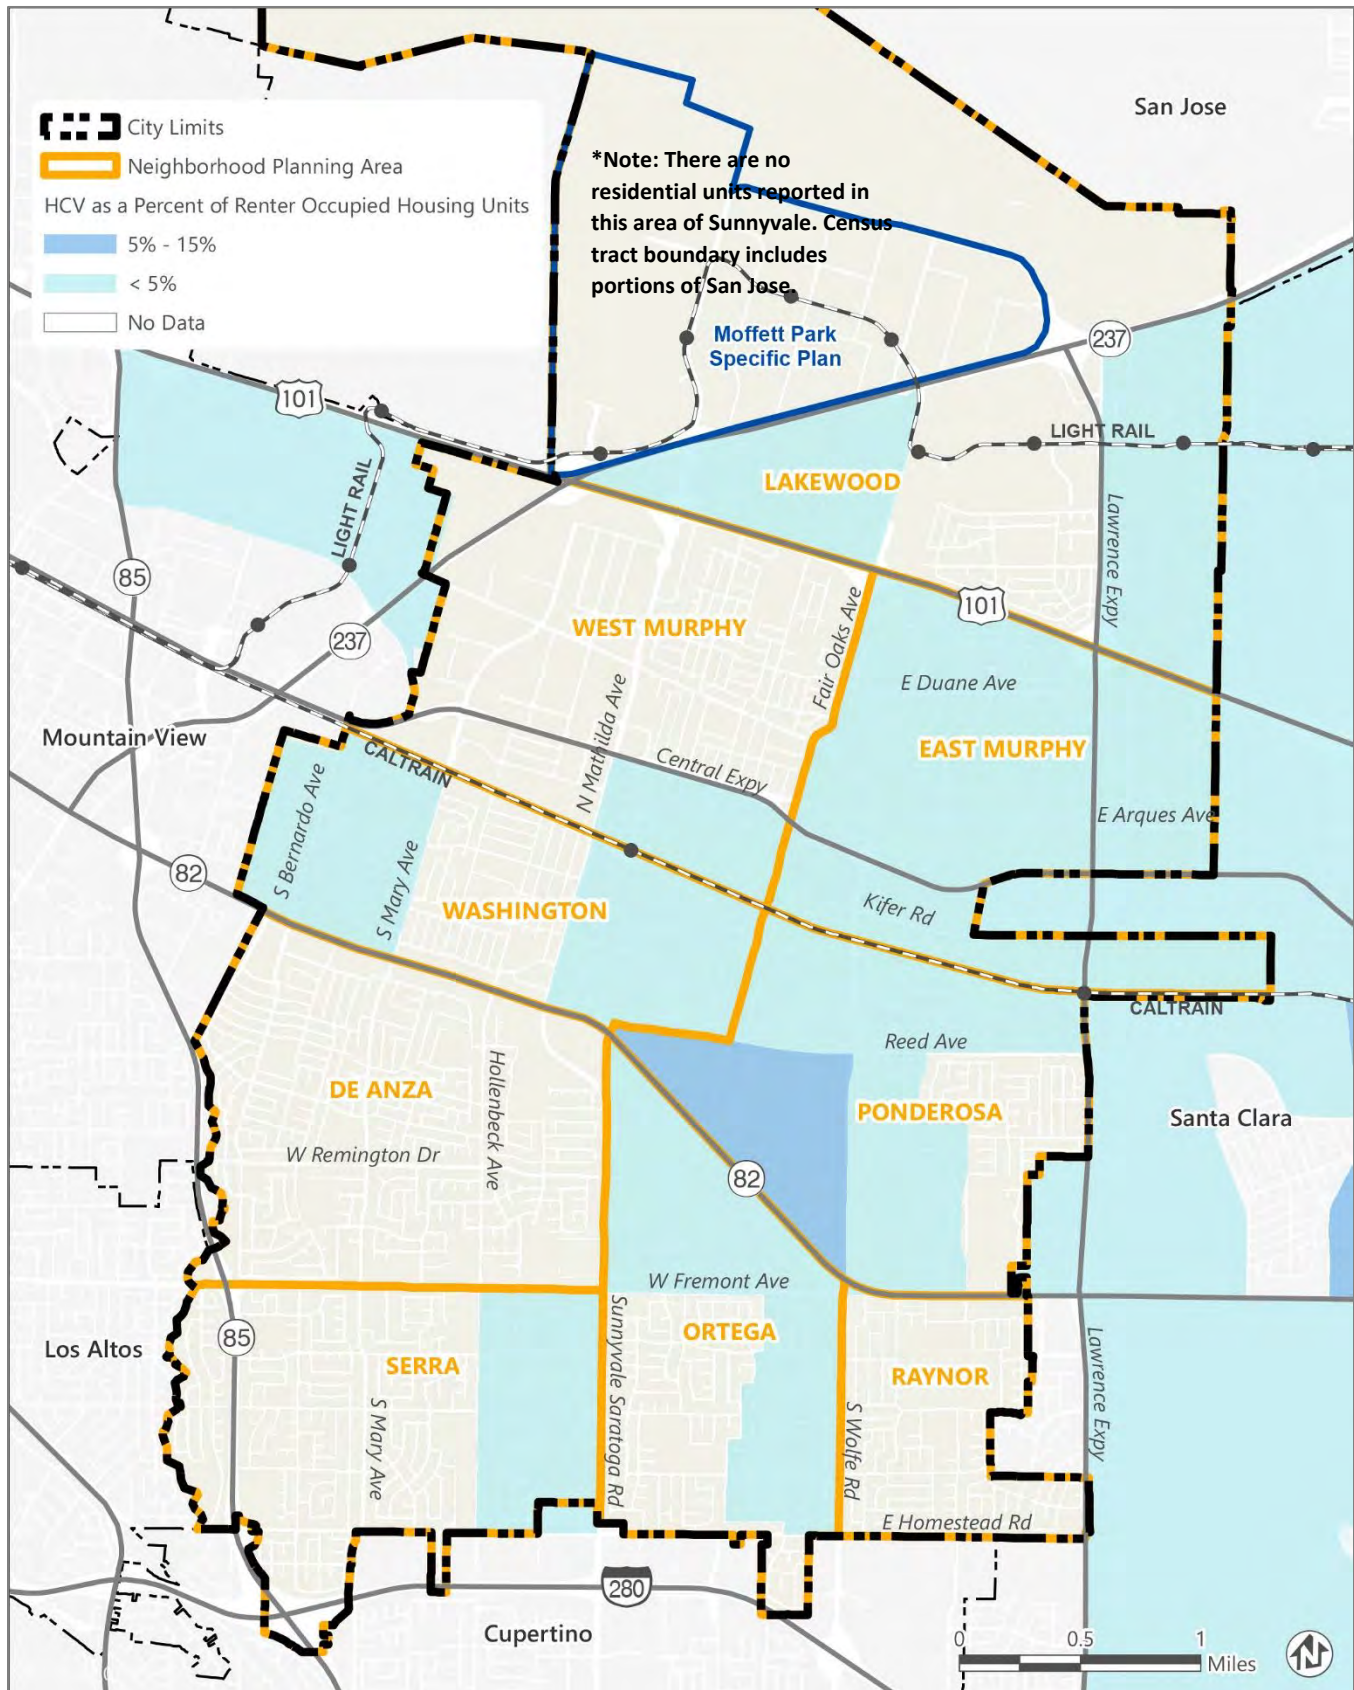 San Jose
City Limits
Neighborhood Planning Area
HCV as a Percent of Renter Occupied Housing Units
5% - 15%
< 5%
No Data
*Note: There are no
residential units reported in
this area of Sunnyvale. Census
tract boundary includes
portions of San Jose.
Moffett Park
Specific Plan
237
101
LIGHT RAIL
LAKEWOOD
LIGHT RAIL
Lawrence Expy
85
101
237
WEST MURPHY
Fair Oaks Ave
E Duane Ave
N Mathilda Ave
Mountain View
CALTRAIN
Central Expy
EAST MURPHY
S Bernardo Ave
E Arques Ave
82
S Mary Ave
WASHINGTON
Kifer Rd
CALTRAIN
Reed Ave
Hollenbeck Ave
DE ANZA
PONDEROSA
Santa Clara
W Remington Dr
82
W Fremont Ave
Sunnyvale Saratoga Rd
85
Los Altos
SERRA
ORTEGA
RAYNOR
Lawrence Expy
S Mary Ave
S Wolfe Rd
E Homestead Rd
280
Cupertino
0 0.5 1
Miles
N